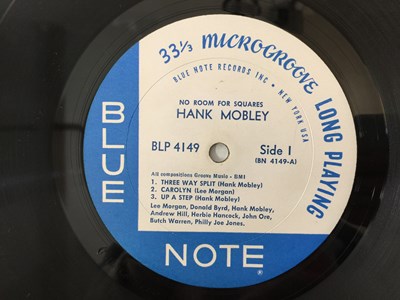 33⅓ MICROGROOVE LONG PLAYING
BLUE NOTE RECORDS INC • NEW YORK USA
NO ROOM FOR SQUARES
HANK MOBLEY
BLP 4149
Side 1
(BN 4149-A)
All compositions Groove Music - BMI
1. THREE WAY SPLIT (Hank Mobley)
2. CAROLYN (Lee Morgan)
3. UP A STEP (Hank Mobley)
Lee Morgan, Donald Byrd, Hank Mobley,
Andrew Hill, Herbie Hancock, John Ore,
Butch Warren, Philly Joe Jones.
BLUE
NOTE
®